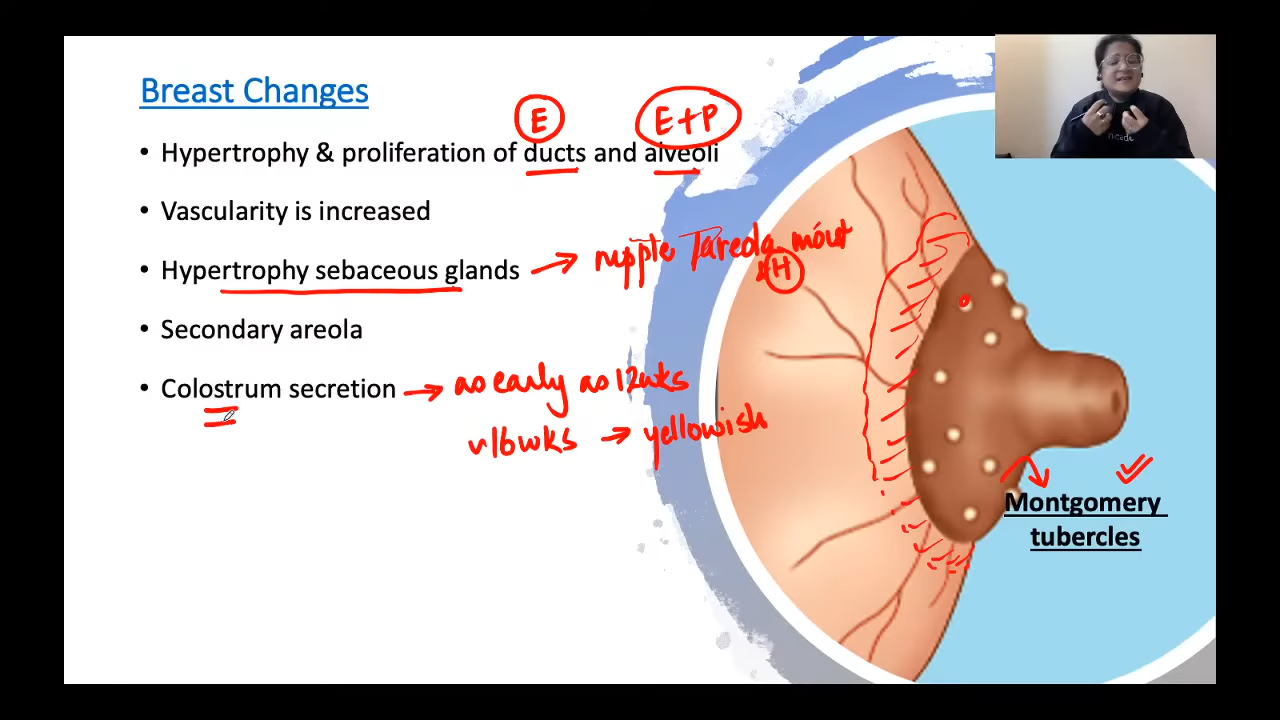 Breast Changes
E
E+P
• Hypertrophy & proliferation of ducts and alveoli
• Vascularity is increased
• Hypertrophy sebaceous glands → nipple areola moist
H
• Secondary areola
• Colostrum secretion → as early as 12wks
16wks → yellowish
Montgomery
tubercles